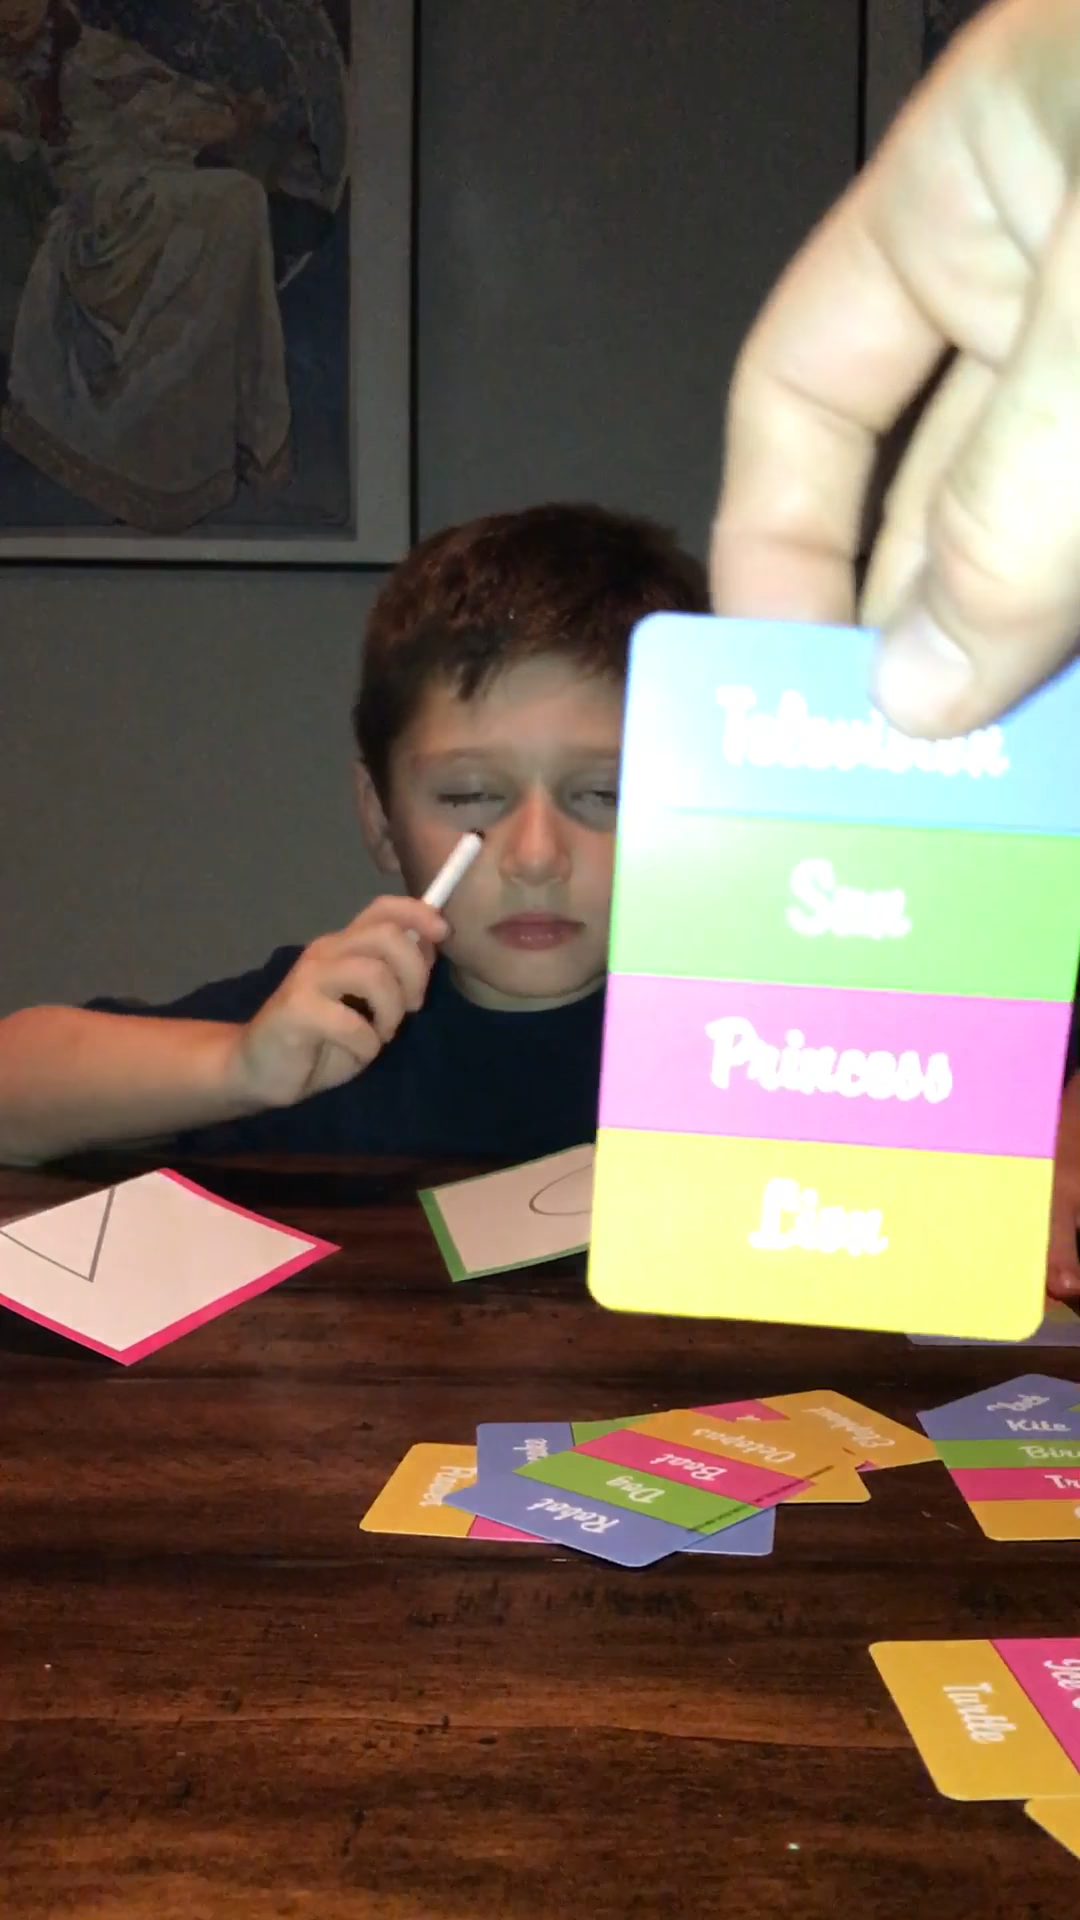 Television
Sun
Princess
Lion
Elephant
Octopus
Boat
Dog
Robot
Kite
Turtle